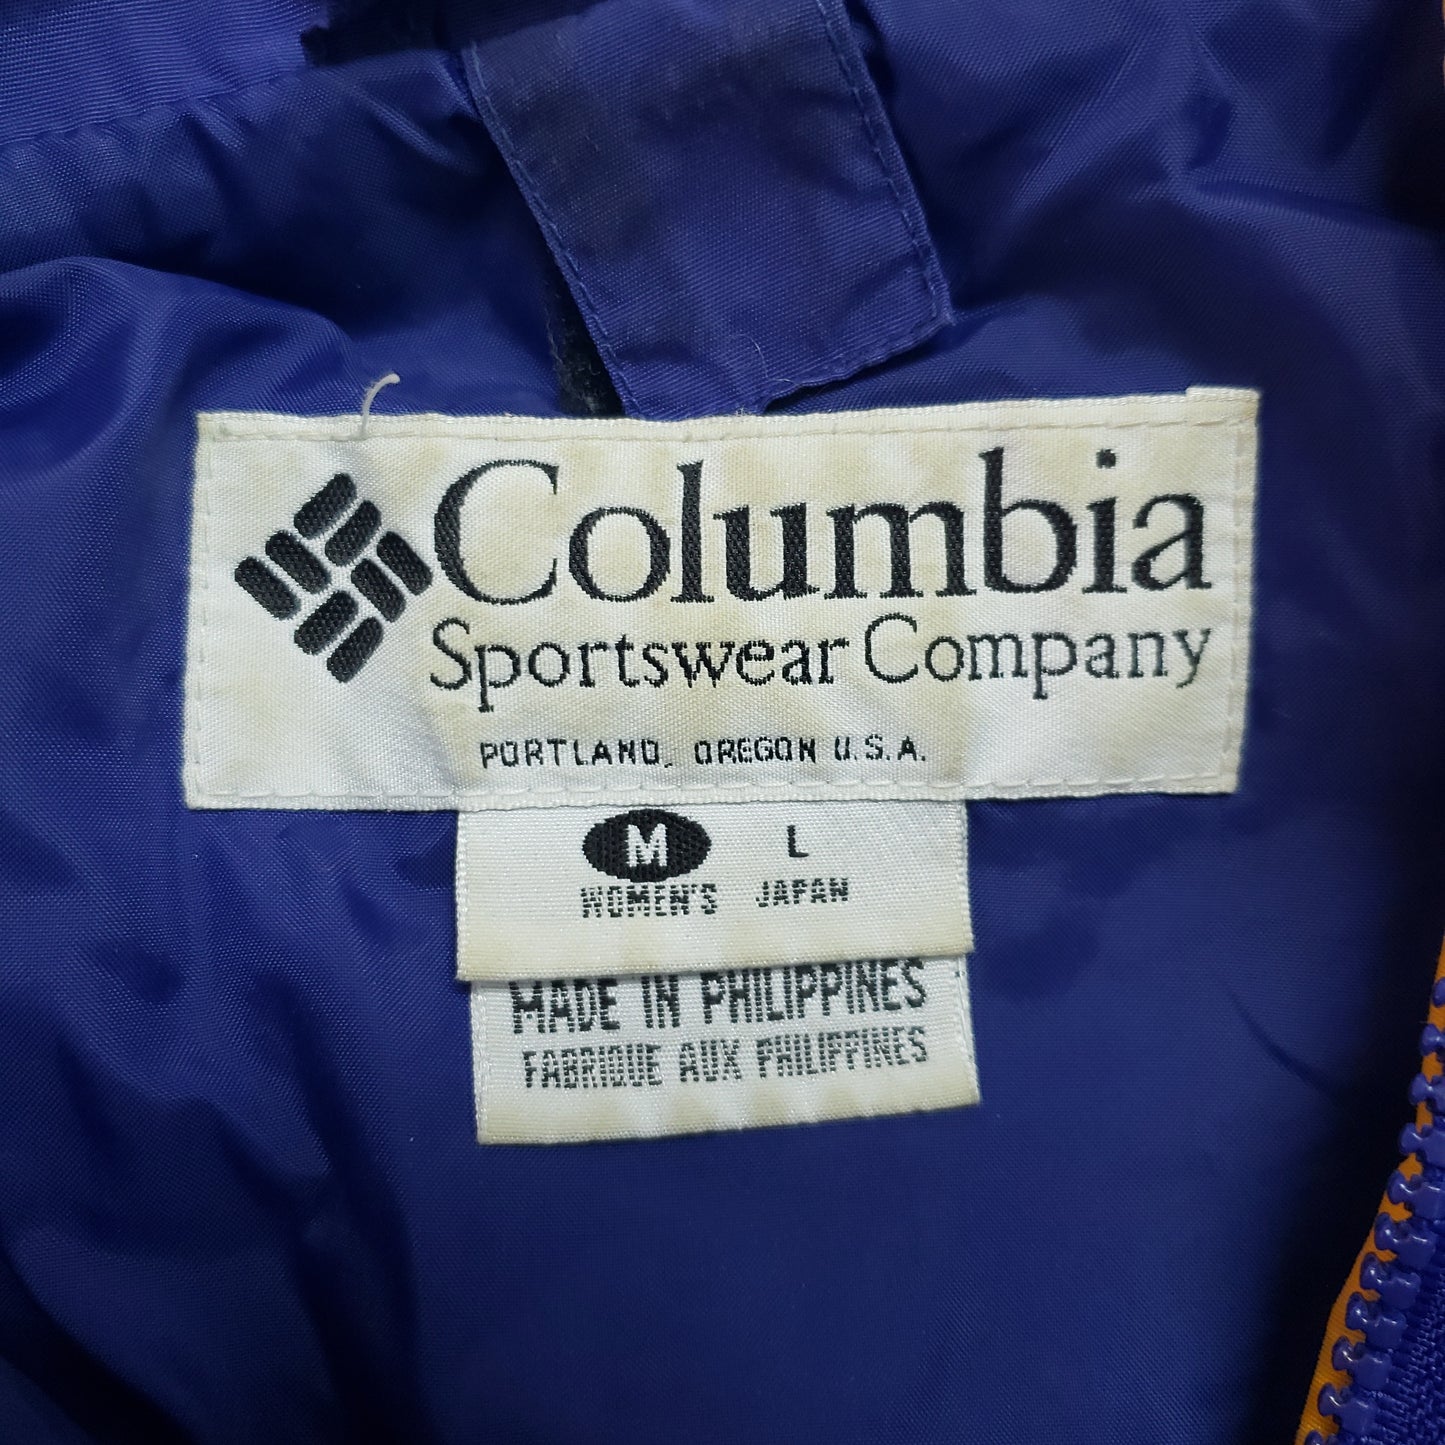 Columbia
Sportswear Company
PORTLAND, OREGON U.S.A.
M L
WOMEN'S JAPAN
MADE IN PHILIPPINES
FABRIQUE AUX PHILIPPINES